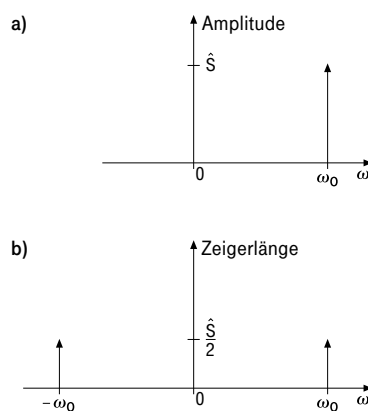 a) Amplitude
Ŝ
0 ω₀ ω
b) Zeigerlänge
Ŝ
2
-ω₀ 0 ω₀ ω